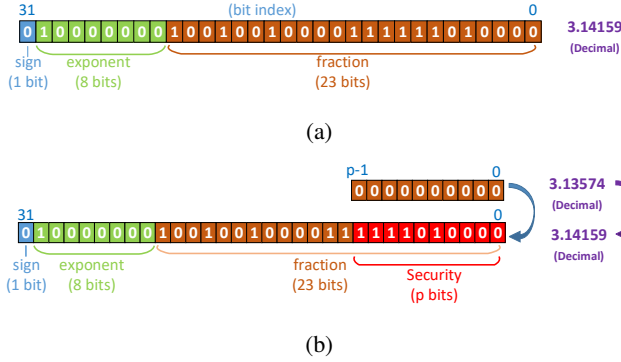 31 (bit index) 0
0 1 0 0 0 0 0 0 0 1 0 0 1 0 0 1 0 0 0 0 1 1 1 1 1 1 0 1 0 0 0 0 3.14159
sign exponent fraction (Decimal)
(1 bit) (8 bits) (23 bits)
(a)
p-1 0
0 0 0 0 0 0 0 0 0 0 3.13574
(Decimal)
31 0
0 1 0 0 0 0 0 0 0 1 0 0 1 0 0 1 0 0 0 0 1 1 1 1 1 1 0 1 0 0 0 0 3.14159
(Decimal)
sign exponent fraction Security
(1 bit) (8 bits) (23 bits) (p bits)
(b)